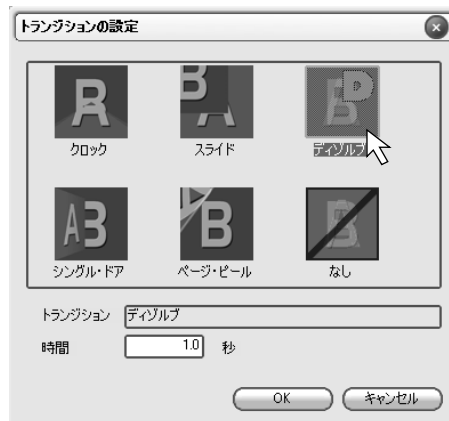 トランジションの設定
クロック
スライド
ディゾルブ
シングル・ドア
ページ・ピール
なし
トランジション ディゾルブ
時間 1.0 秒
OK キャンセル